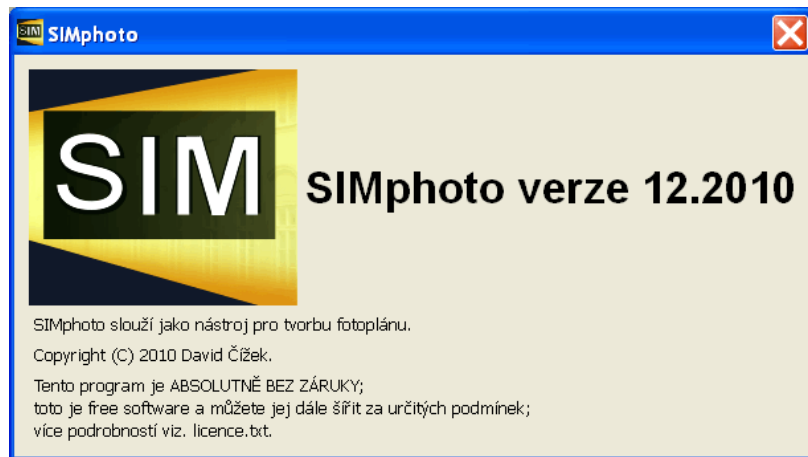 SIM SIMphoto
SIM
SIMphoto verze 12.2010
SIMphoto slouží jako nástroj pro tvorbu fotoplánu.
Copyright (C) 2010 David Čížek.
Tento program je ABSOLUTNĚ BEZ ZÁRUKY;
toto je free software a můžete jej dále šířit za určitých podmínek;
více podrobností viz. licence.txt.